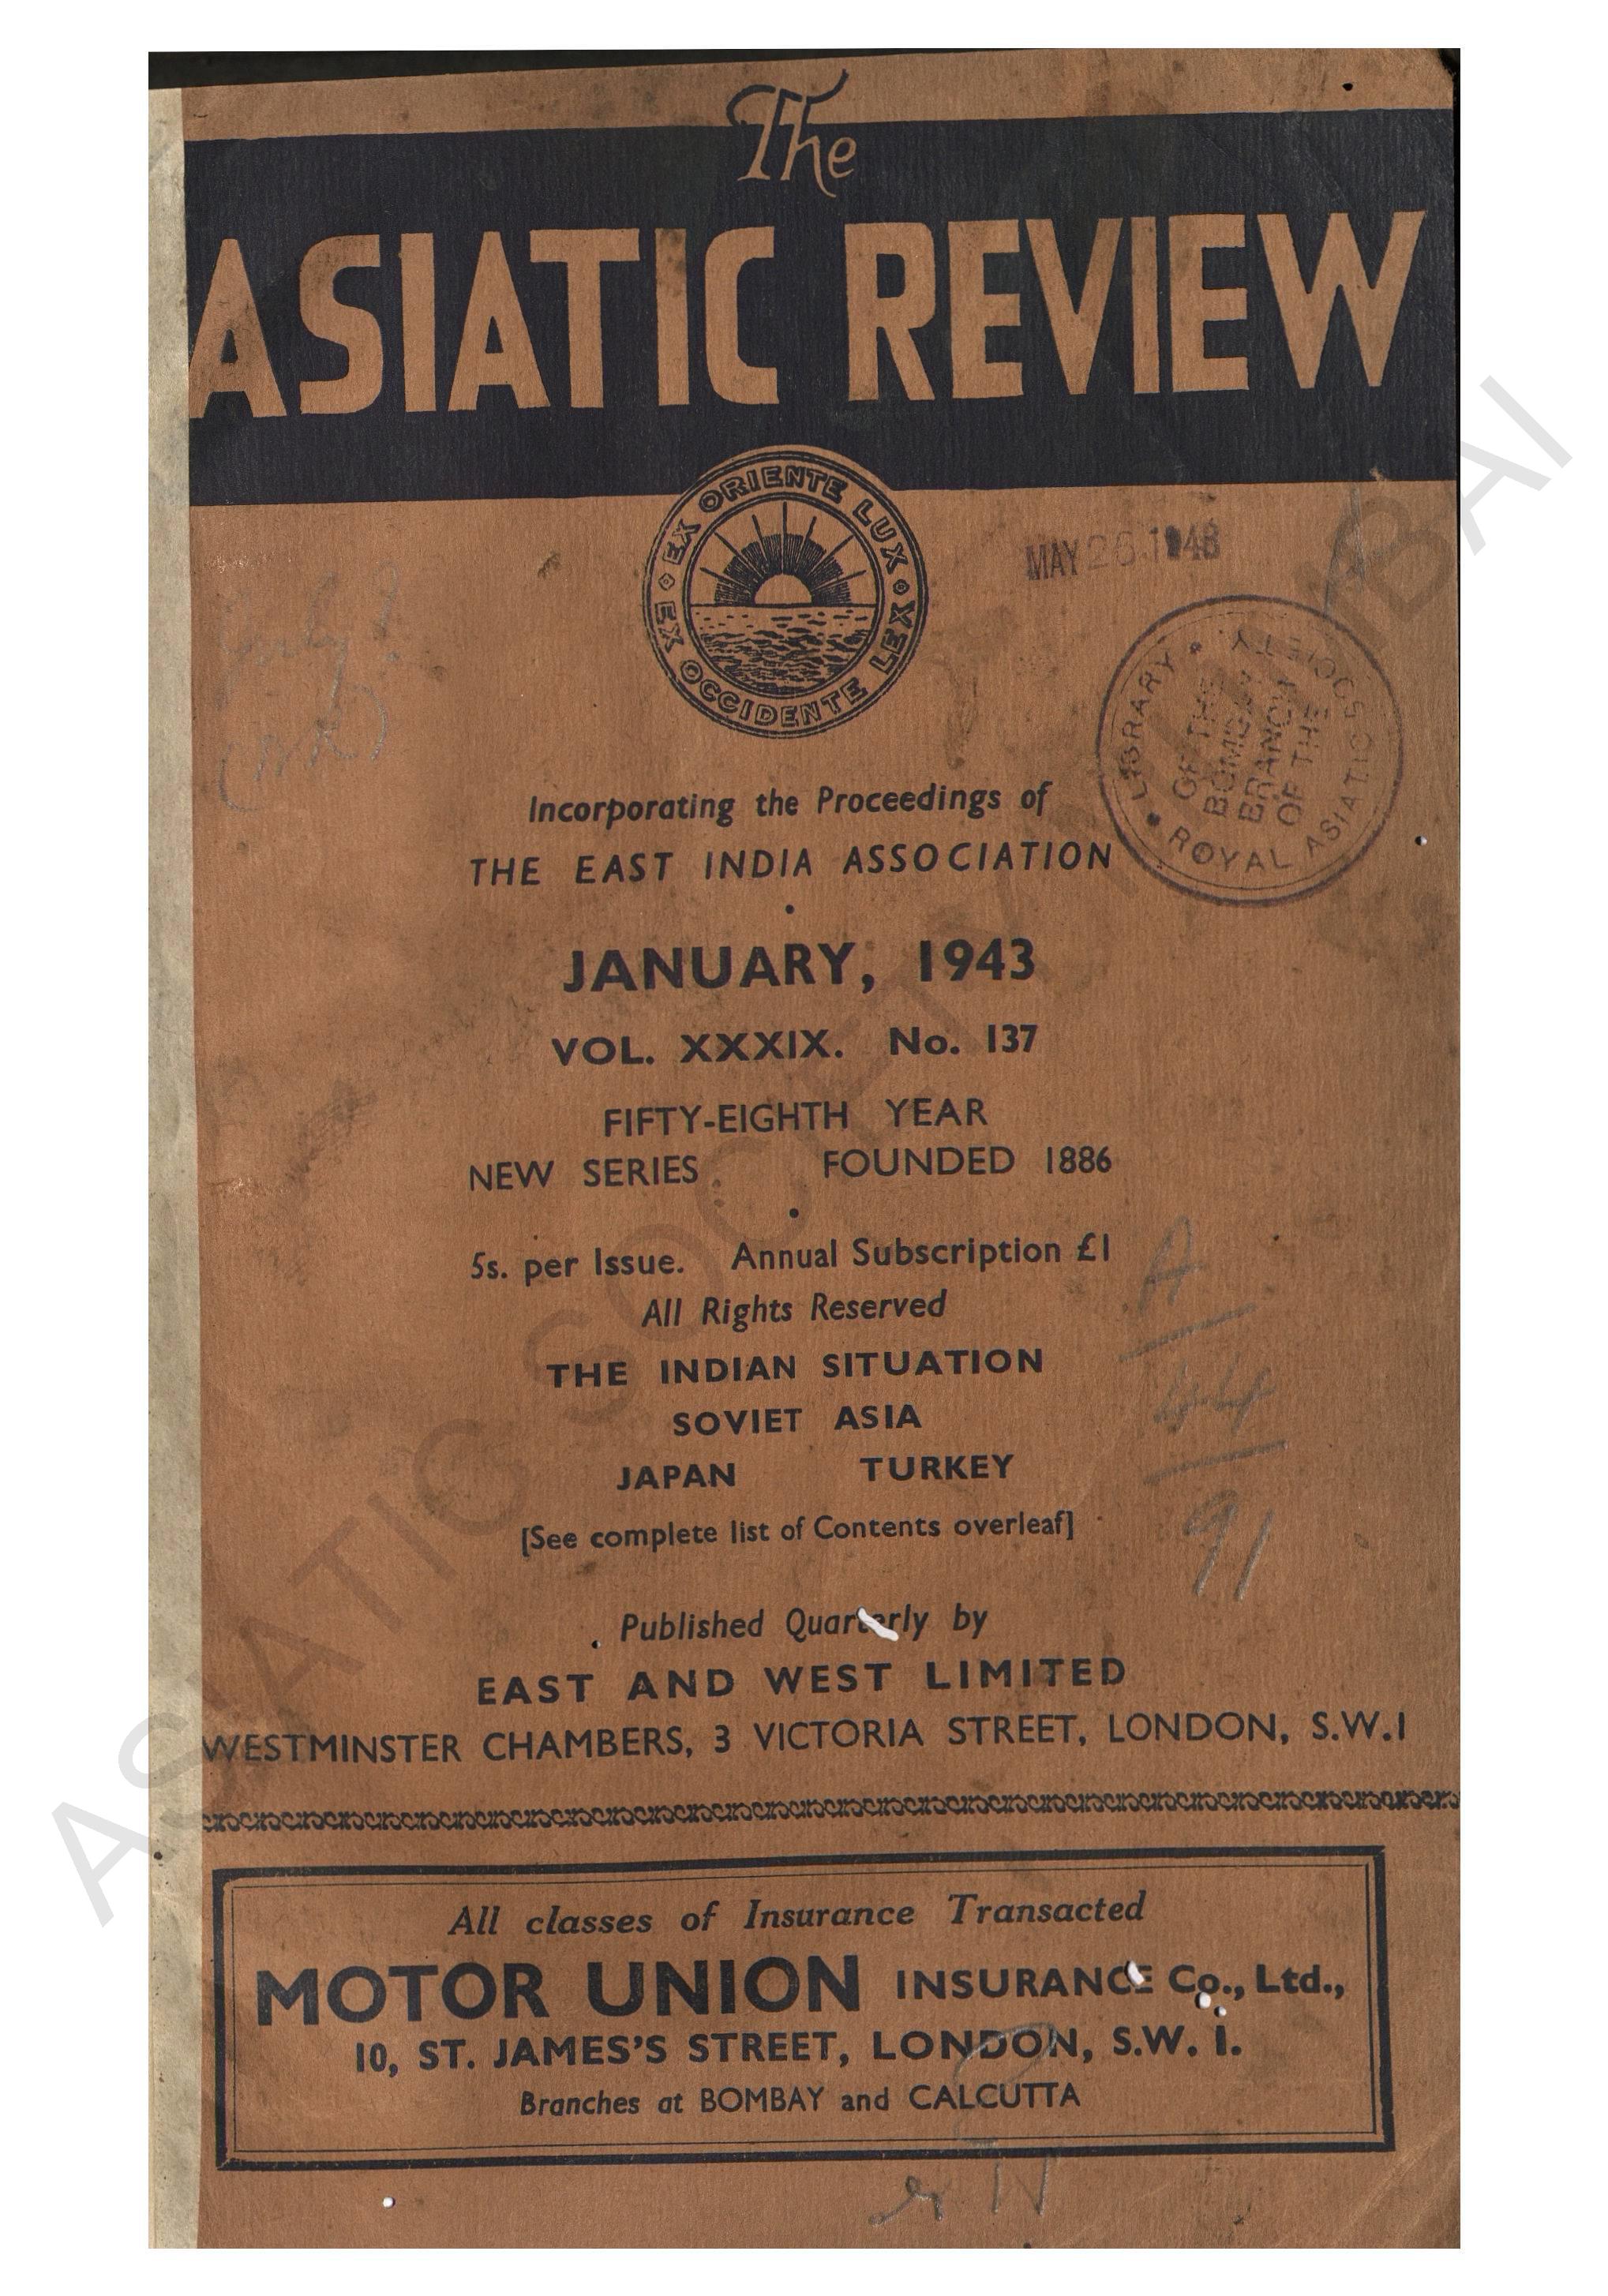 The
ASIATIC REVIEW
EX ORIENTE LUX
EX OCCIDENTE LEX
MAY 26 1943
LIBRARY
OF THE
BOMBAY
BRANCH
OF THE
ROYAL ASIATIC SOCIETY
Incorporating the Proceedings of
THE EAST INDIA ASSOCIATION
JANUARY, 1943
VOL. XXXIX. No. 137
FIFTY-EIGHTH YEAR
NEW SERIES FOUNDED 1886
5s. per Issue. Annual Subscription £1
All Rights Reserved
THE INDIAN SITUATION
SOVIET ASIA
JAPAN TURKEY
[See complete list of Contents overleaf]
A
44
91
Published Quarterly by
EAST AND WEST LIMITED
WESTMINSTER CHAMBERS, 3 VICTORIA STREET, LONDON, S.W.1
All classes of Insurance Transacted
MOTOR UNION INSURANCE Co., Ltd.,
10, ST. JAMES'S STREET, LONDON, S.W. 1.
Branches at BOMBAY and CALCUTTA
ASIATIC SOCIETY MUMBAI